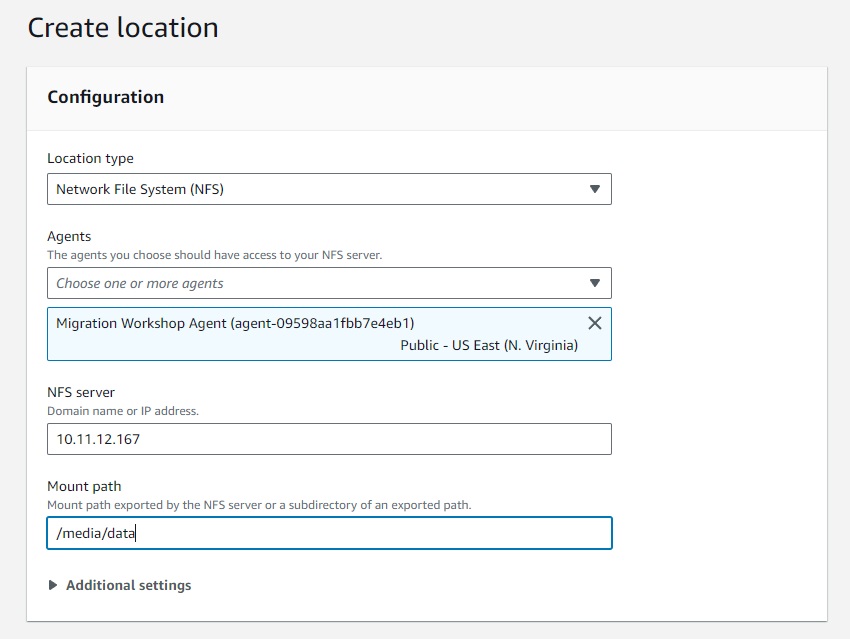 Create location
Configuration
Location type
Network File System (NFS)
Agents
The agents you choose should have access to your NFS server.
Choose one or more agents
Migration Workshop Agent (agent-09598aa1fbb7e4eb1)
Public - US East (N. Virginia)
NFS server
Domain name or IP address.
10.11.12.167
Mount path
Mount path exported by the NFS server or a subdirectory of an exported path.
/media/data
Additional settings